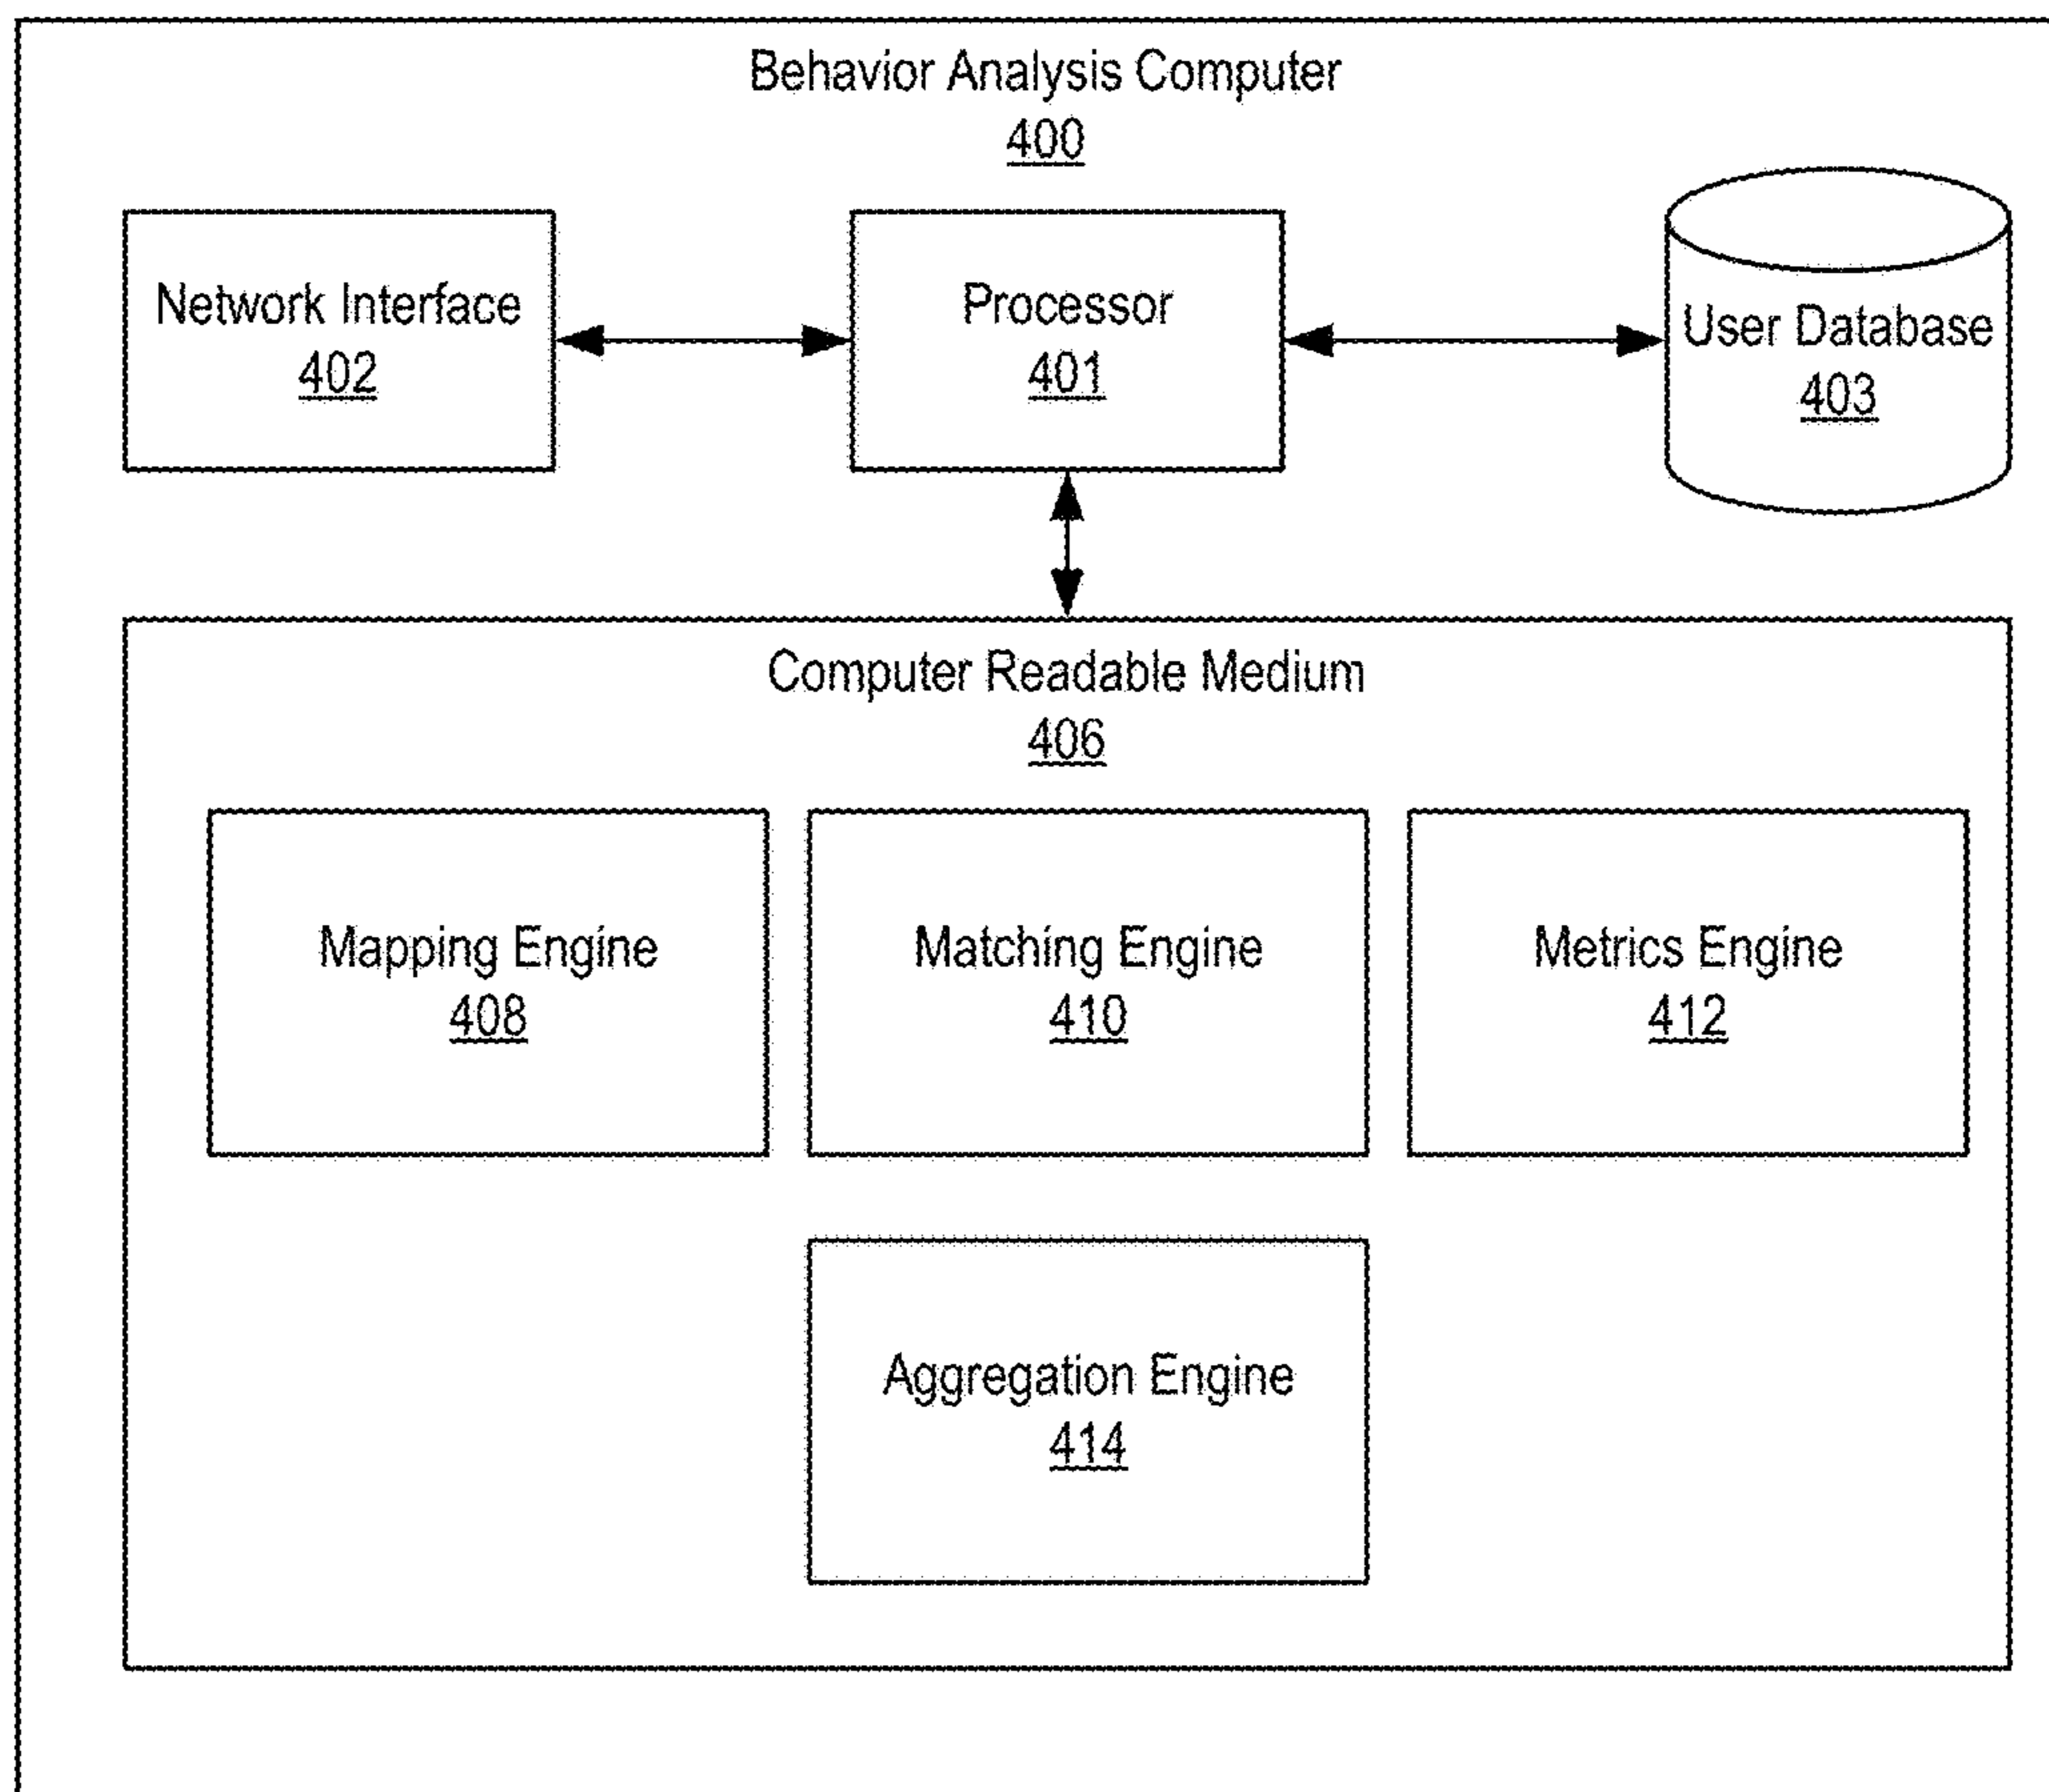 Behavior Analysis Computer
400
Network Interface
402
Processor
401
User Database
403
Computer Readable Medium
406
Mapping Engine
408
Matching Engine
410
Metrics Engine
412
Aggregation Engine
414